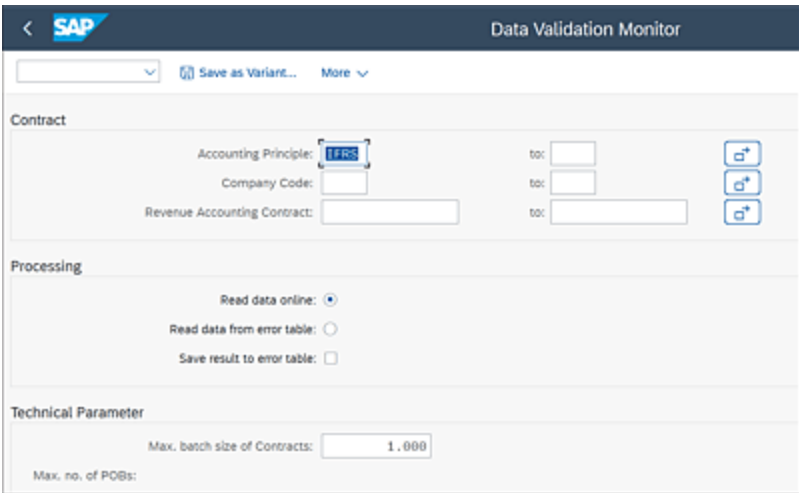 SAP Data Validation Monitor
Save as Variant... More
Contract
Accounting Principle: IFRS to:
Company Code: to:
Revenue Accounting Contract: to:
Processing
Read data online:
Read data from error table:
Save result to error table:
Technical Parameter
Max. batch size of Contracts: 1.000
Max. no. of POBs: